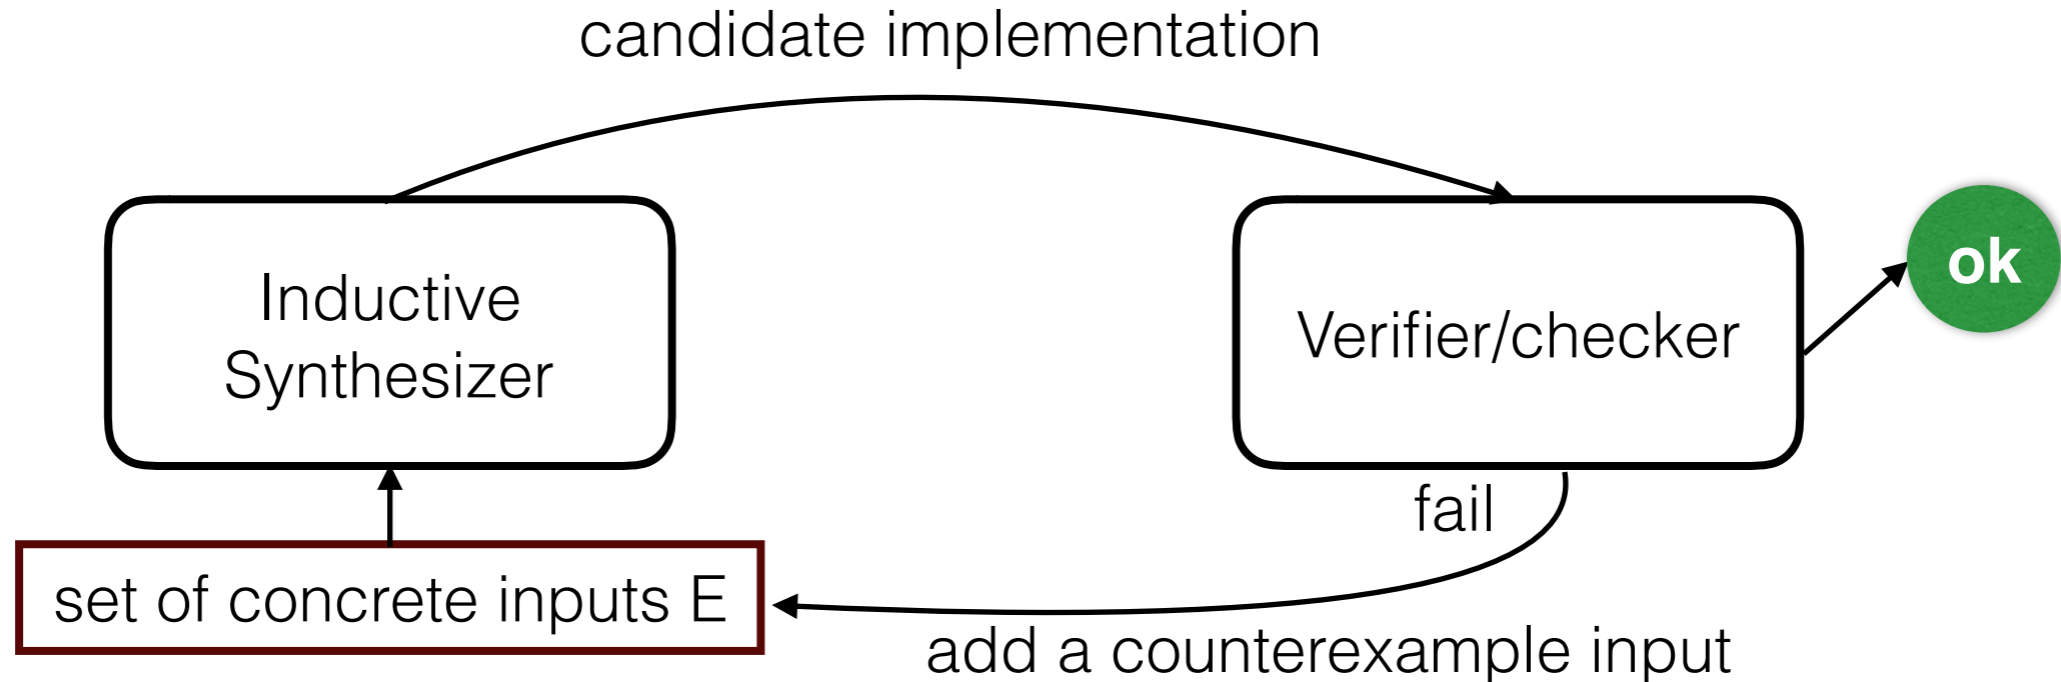 candidate implementation
Inductive
Synthesizer
Verifier/checker
ok
fail
set of concrete inputs E
add a counterexample input